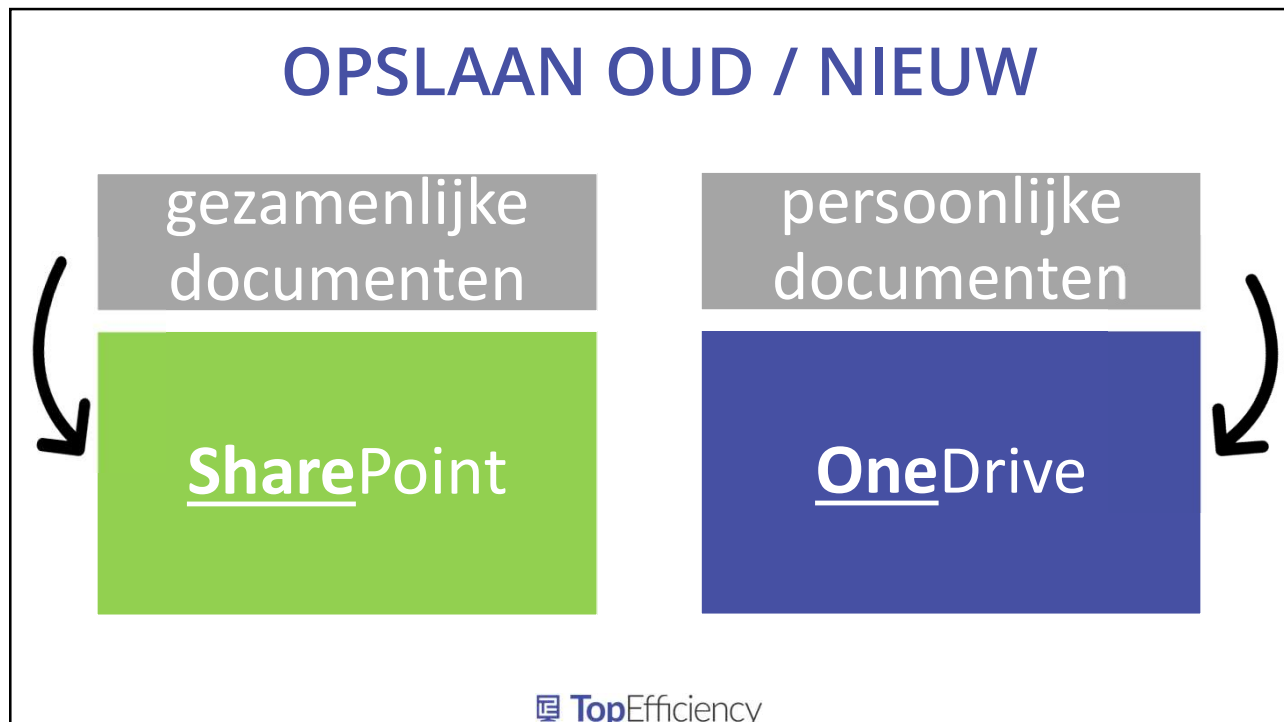 OPSLAAN OUD / NIEUW
gezamenlijke
documenten
SharePoint
persoonlijke
documenten
OneDrive
TopEfficiency